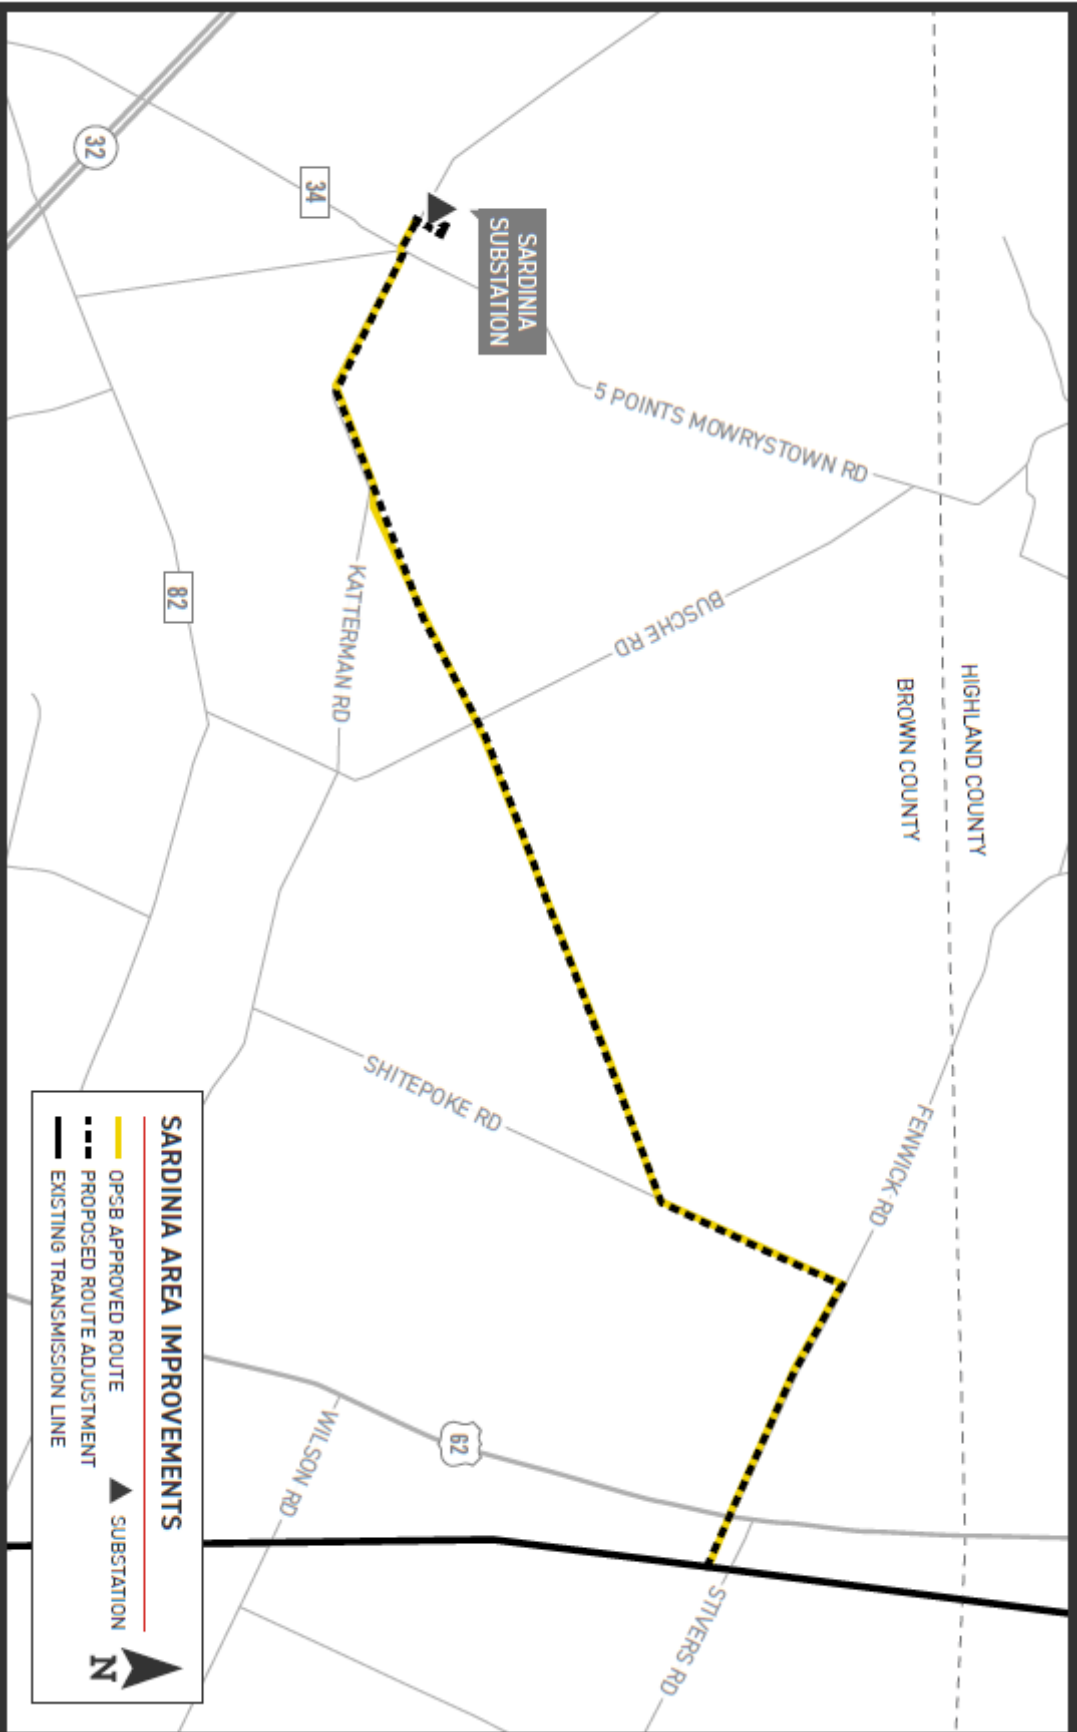 HIGHLAND COUNTY
BROWN COUNTY
FENWICK RD
5 POINTS MOWRYSTOWN RD
BUSCHE RD
SARDINIA
SUBSTATION
STIVERS RD
SHITEPOKE RD
62
34
KATTERMAN RD
WILSON RD
82
32
SARDINIA AREA IMPROVEMENTS
OPSB APPROVED ROUTE
SUBSTATION
PROPOSED ROUTE ADJUSTMENT
EXISTING TRANSMISSION LINE
N